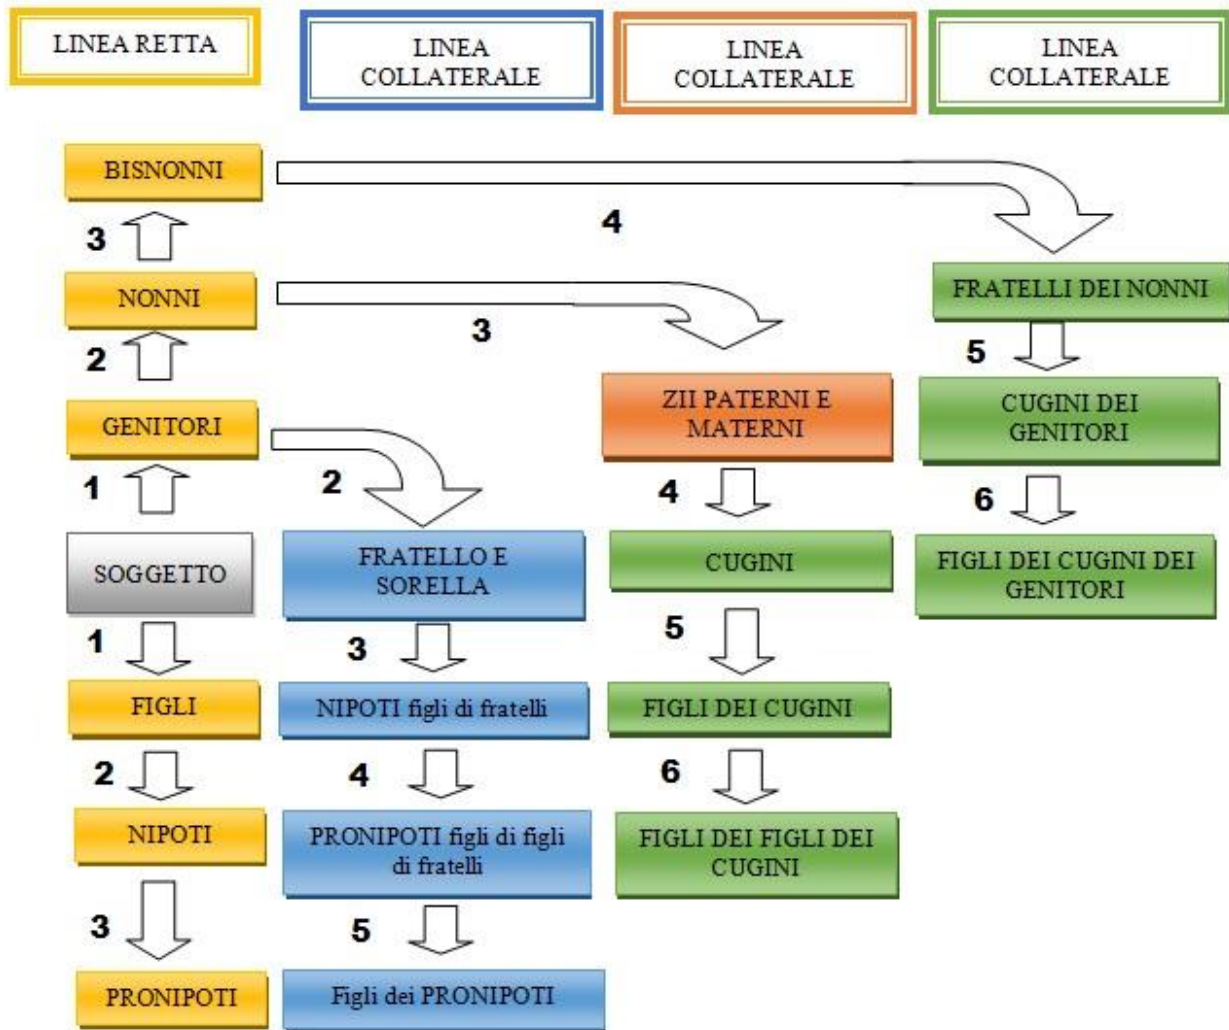 LINEA RETTA
LINEA
COLLATERALE
LINEA
COLLATERALE
LINEA
COLLATERALE
BISNONNI
3
4
NONNI
3
FRATELLI DEI NONNI
2
5
GENITORI
2
ZII PATERNI E
MATERNI
CUGINI DEI
GENITORI
1
4
6
SOGGETTO
FRATELLO E
SORELLA
CUGINI
FIGLI DEI CUGINI DEI
GENITORI
1
3
5
FIGLI
NIPOTI figli di fratelli
FIGLI DEI CUGINI
2
4
6
NIPOTI
PRONIPOTI figli di figli
di fratelli
FIGLI DEI FIGLI DEI
CUGINI
3
5
PRONIPOTI
Figli dei PRONIPOTI